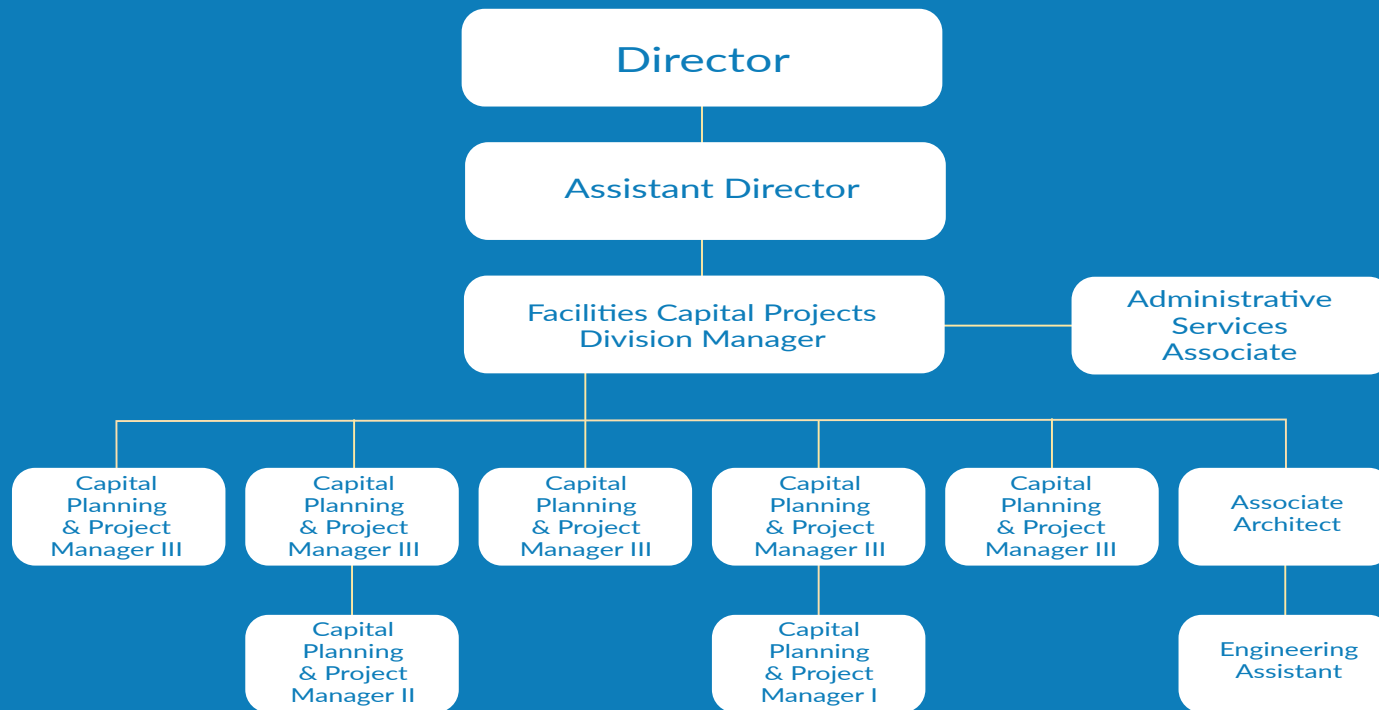 Director
Assistant Director
Facilities Capital Projects
Division Manager
Administrative
Services
Associate
Capital
Planning
& Project
Manager III
Capital
Planning
& Project
Manager III
Capital
Planning
& Project
Manager III
Capital
Planning
& Project
Manager III
Capital
Planning
& Project
Manager III
Associate
Architect
Capital
Planning
& Project
Manager II
Capital
Planning
& Project
Manager I
Engineering
Assistant